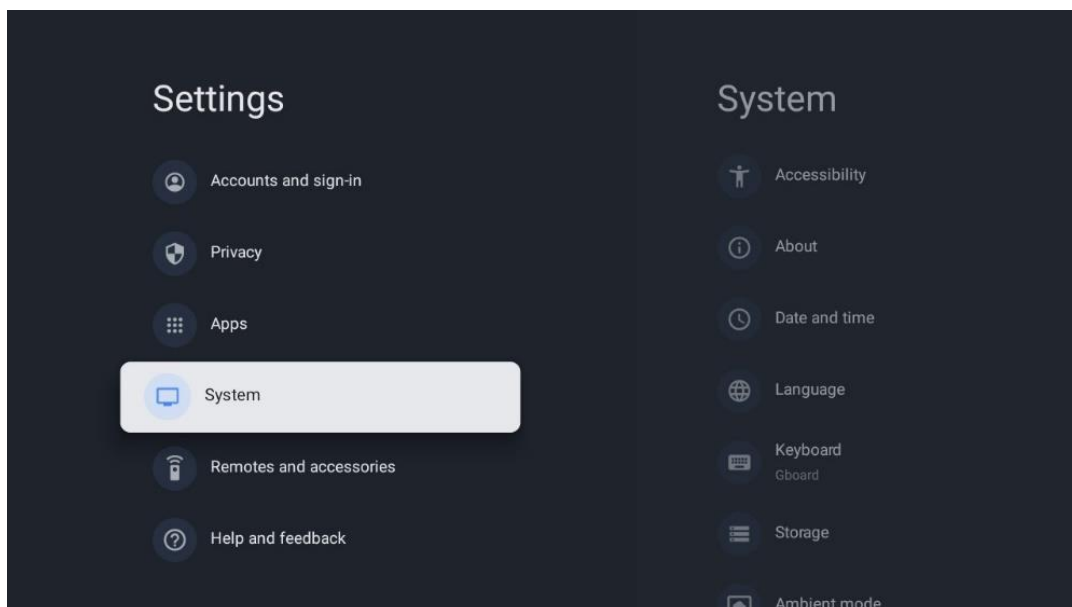 Settings
Accounts and sign-in
Privacy
Apps
System
Remotes and accessories
Help and feedback
System
Accessibility
About
Date and time
Language
Keyboard
Gboard
Storage
Ambient mode